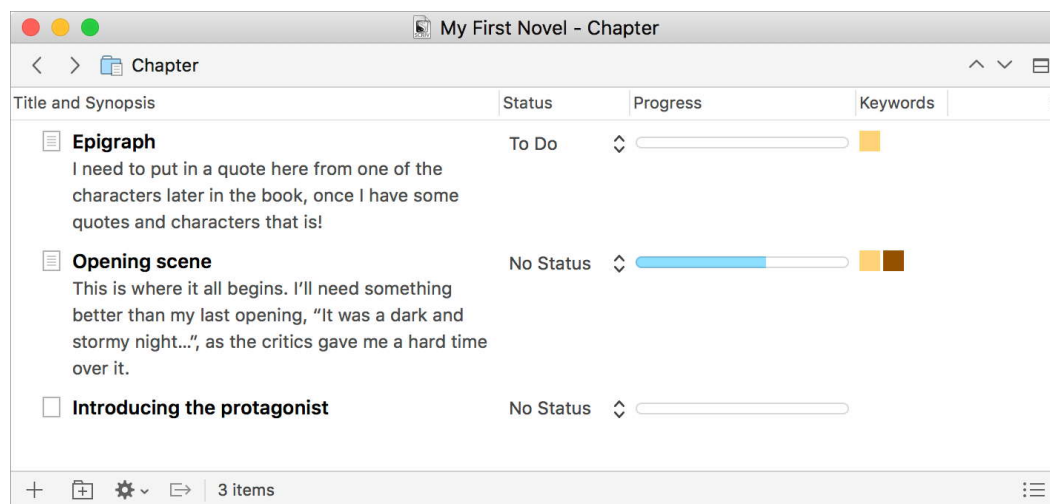 My First Novel - Chapter
Chapter
Title and Synopsis Status Progress Keywords
Epigraph To Do
I need to put in a quote here from one of the
characters later in the book, once I have some
quotes and characters that is!
Opening scene No Status
This is where it all begins. I’ll need something
better than my last opening, “It was a dark and
stormy night...”, as the critics gave me a hard time
over it.
Introducing the protagonist No Status
3 items